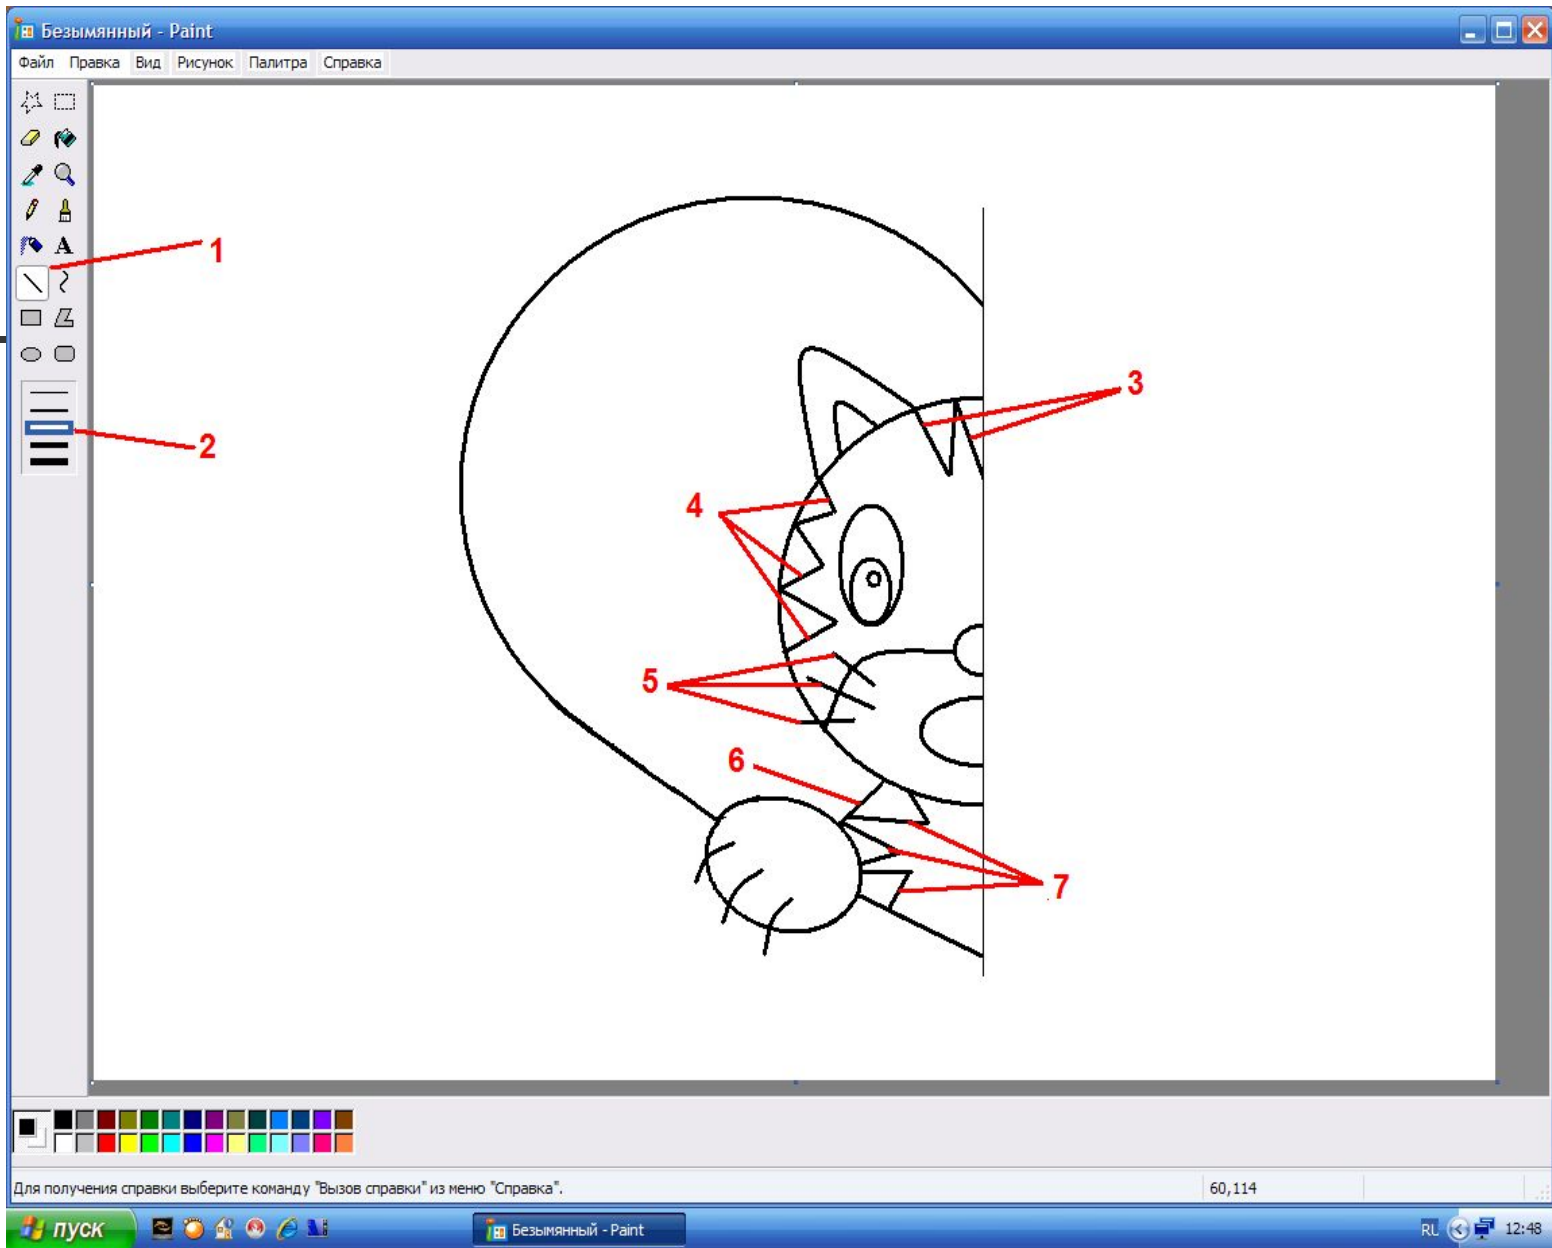 Безымянный - Paint
Файл Правка Вид Рисунок Палитра Справка
A
1
2
3
4
5
6
7
Для получения справки выберите команду "Вызов справки" из меню "Справка".
60,114
пуск
Безымянный - Paint
RL
12:48